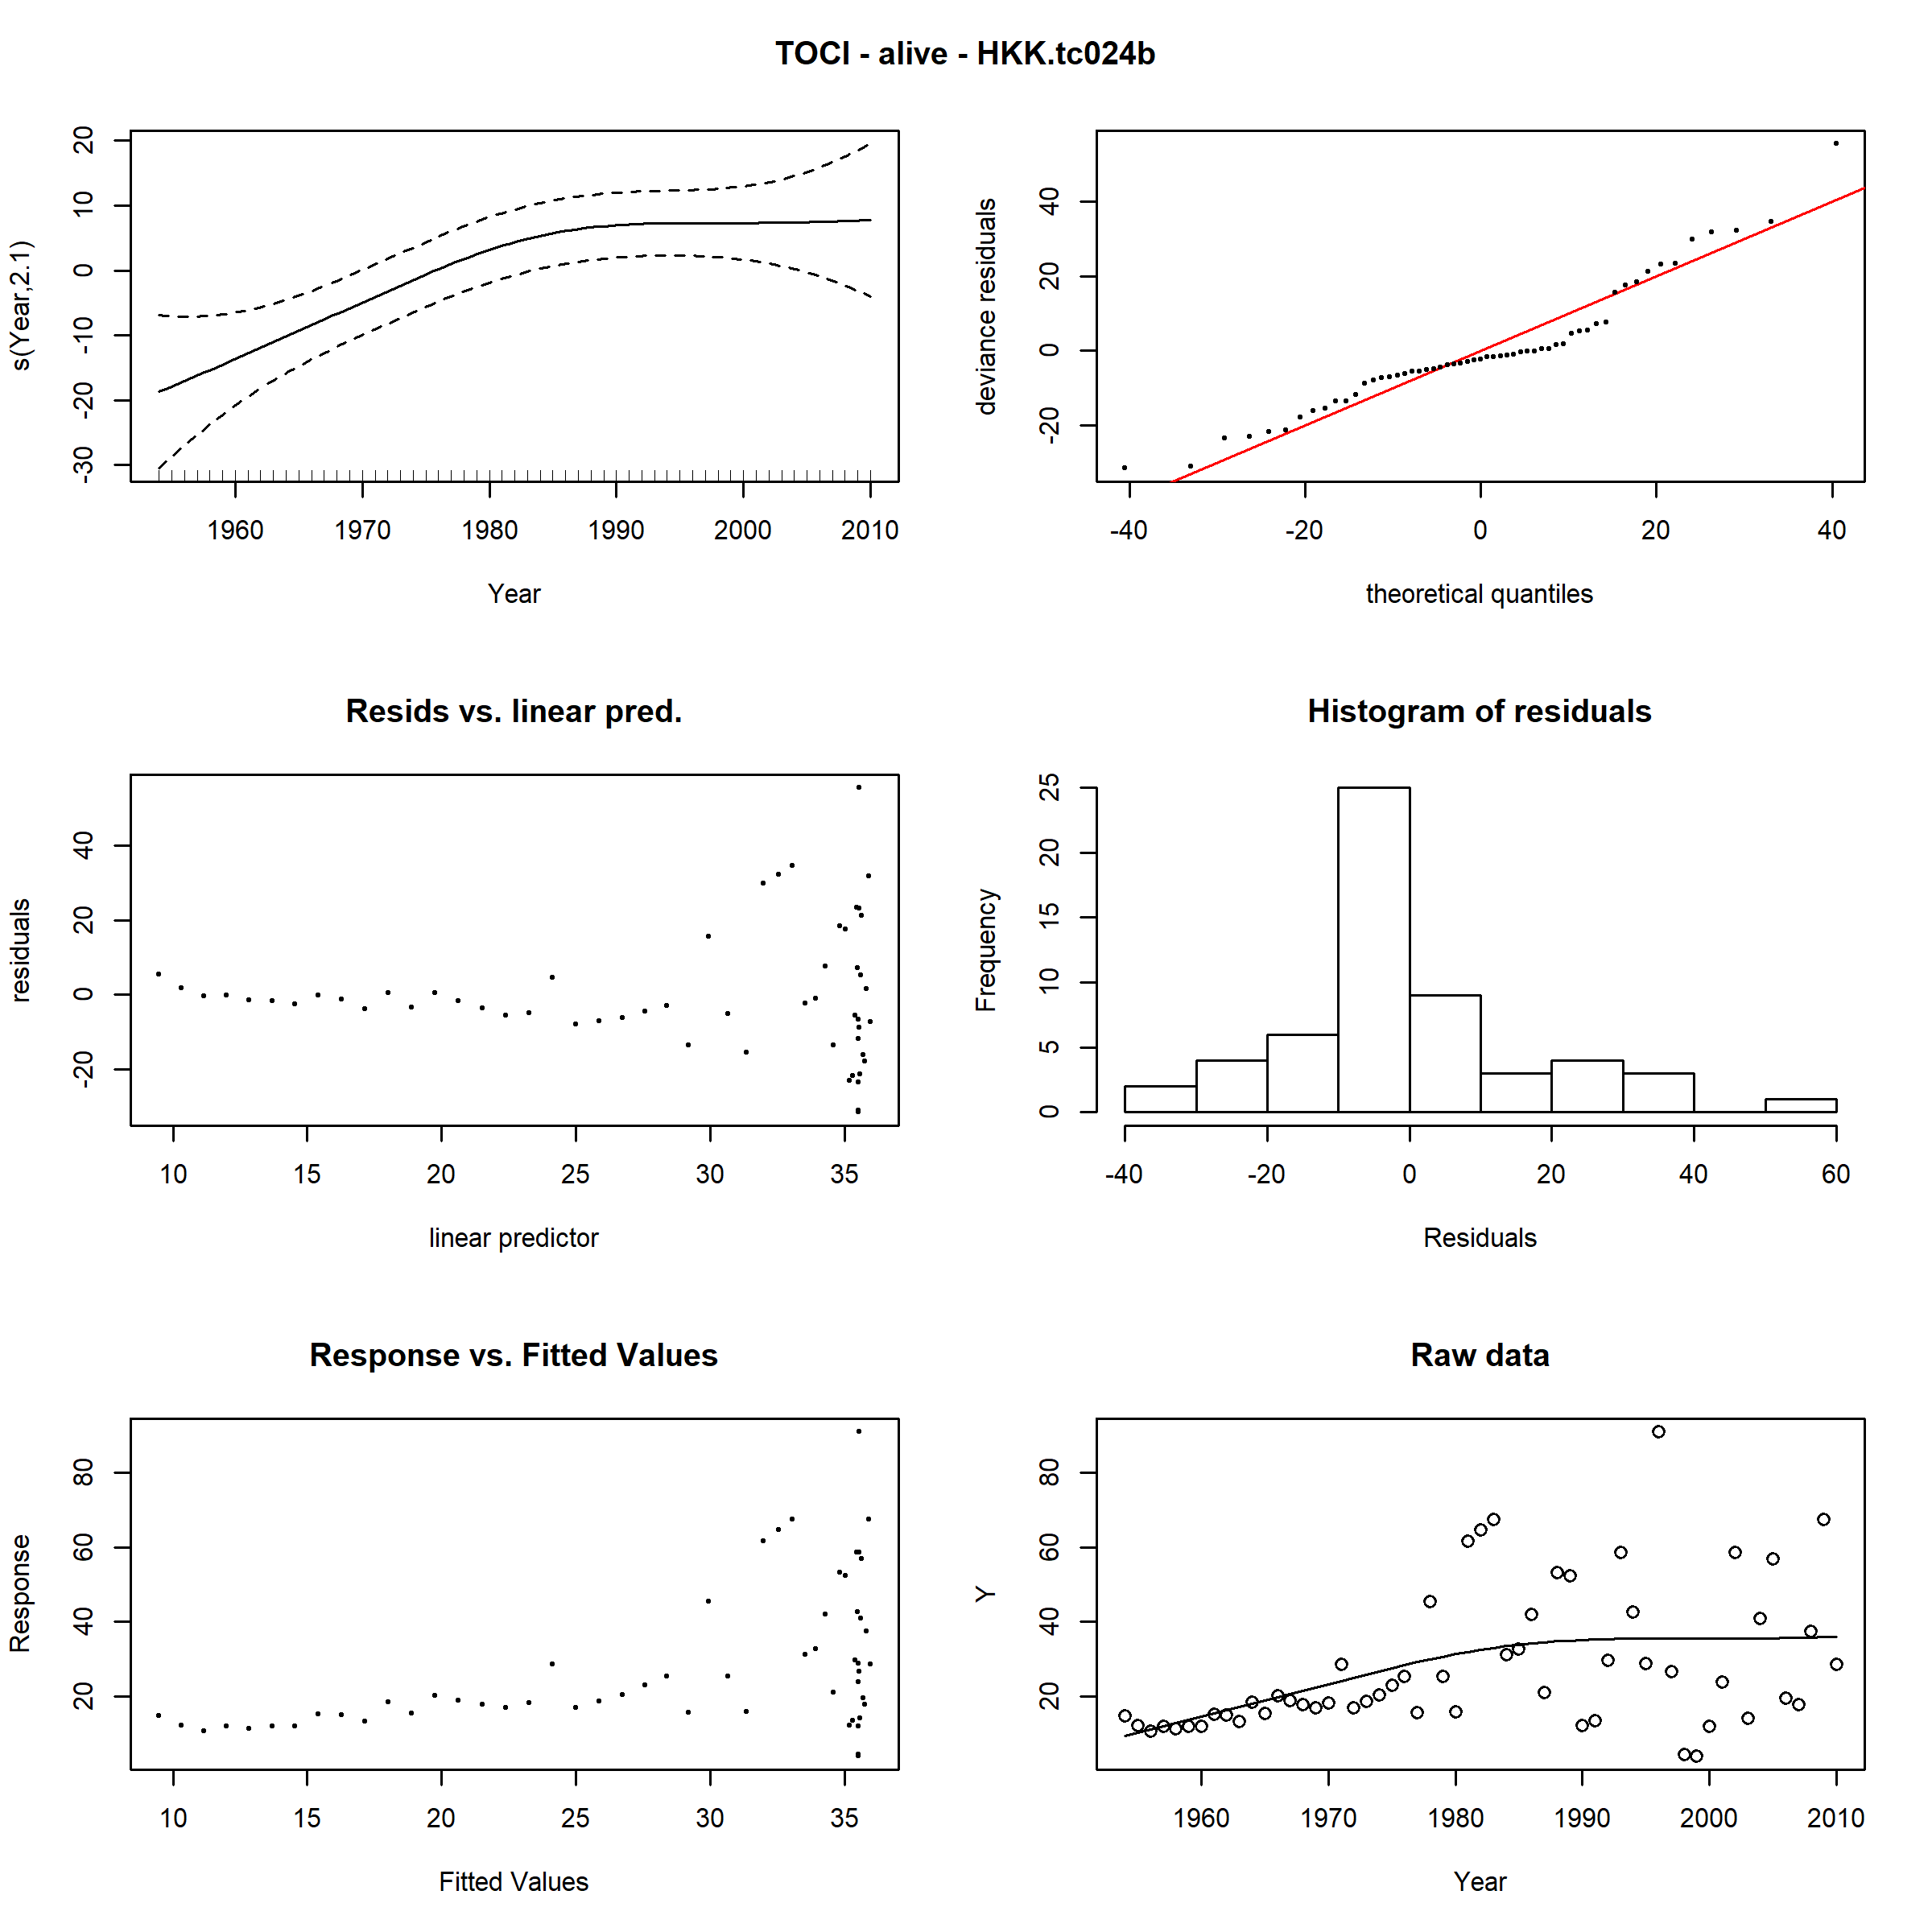 TOCI - alive - HKK.tc024b
s(Year,2.1)
20
10
0
-10
-20
-30
1960 1970 1980 1990 2000 2010
Year
deviance residuals
40
20
0
-20
-40 -20 0 20 40
theoretical quantiles
Resids vs. linear pred.
residuals
40
20
0
-20
10 15 20 25 30 35
linear predictor
Histogram of residuals
Frequency
25
20
15
10
5
0
-40 -20 0 20 40 60
Residuals
Response vs. Fitted Values
Response
80
60
40
20
10 15 20 25 30 35
Fitted Values
Raw data
Y
80
60
40
20
1960 1970 1980 1990 2000 2010
Year